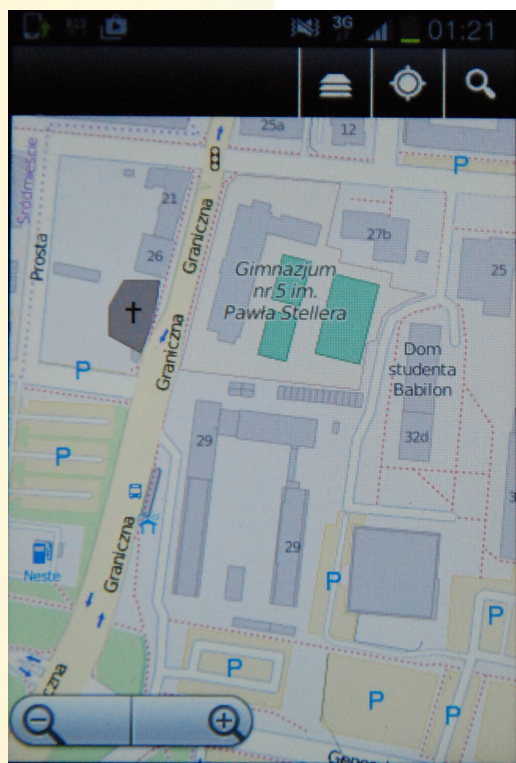 3G
01:21
25a
12
P
Śródmieście
Prosta
21
Graniczna
27b
26
Gimnazjum
nr 5 im.
Pawła Stellera
25
Graniczna
P
Dom
studenta
Babilon
29
32d
P
29
Graniczna
Neste
P
P
P
P
P